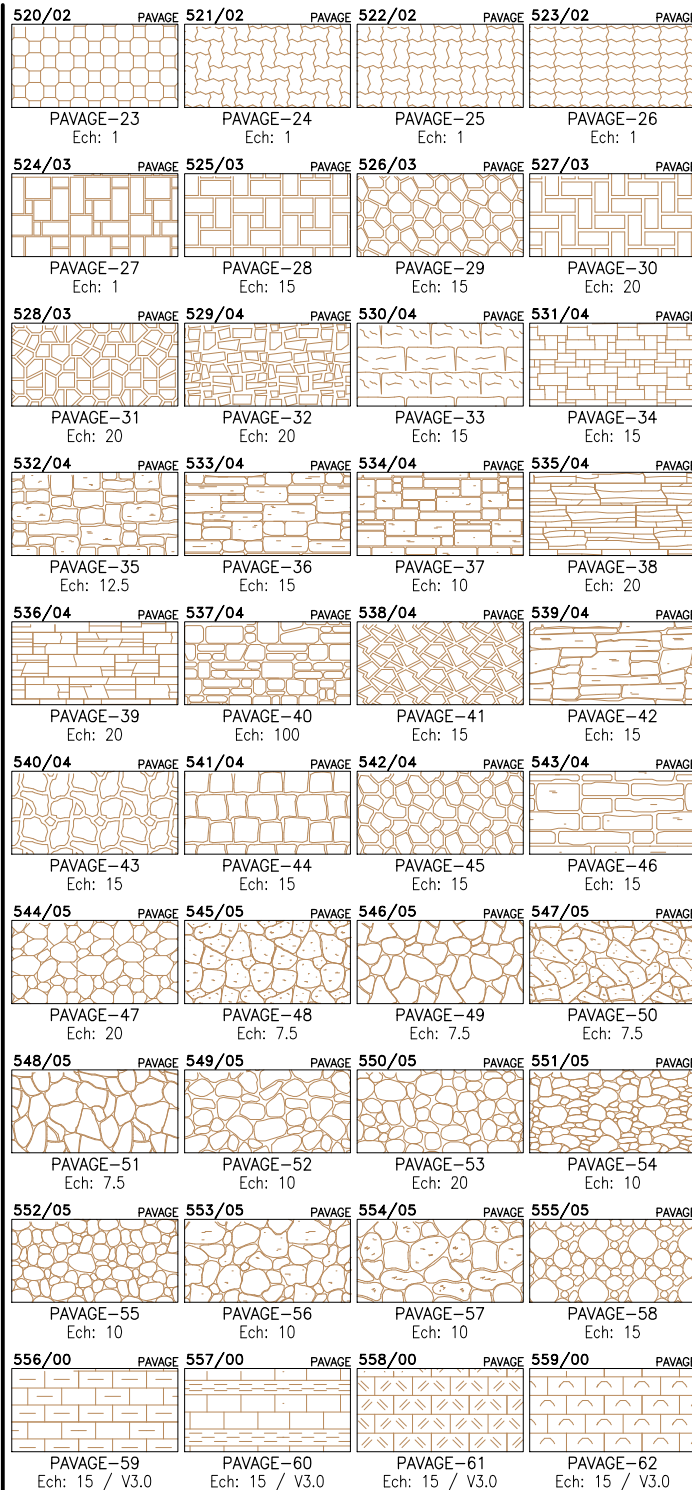 520/02 PAVAGE 521/02 PAVAGE 522/02 PAVAGE 523/02 PAVAGE
PAVAGE-23 PAVAGE-24 PAVAGE-25 PAVAGE-26
Ech: 1 Ech: 1 Ech: 1 Ech: 1
524/03 PAVAGE 525/03 PAVAGE 526/03 PAVAGE 527/03 PAVAGE
PAVAGE-27 PAVAGE-28 PAVAGE-29 PAVAGE-30
Ech: 1 Ech: 15 Ech: 15 Ech: 20
528/03 PAVAGE 529/04 PAVAGE 530/04 PAVAGE 531/04 PAVAGE
PAVAGE-31 PAVAGE-32 PAVAGE-33 PAVAGE-34
Ech: 20 Ech: 20 Ech: 15 Ech: 15
532/04 PAVAGE 533/04 PAVAGE 534/04 PAVAGE 535/04 PAVAGE
PAVAGE-35 PAVAGE-36 PAVAGE-37 PAVAGE-38
Ech: 12.5 Ech: 15 Ech: 10 Ech: 20
536/04 PAVAGE 537/04 PAVAGE 538/04 PAVAGE 539/04 PAVAGE
PAVAGE-39 PAVAGE-40 PAVAGE-41 PAVAGE-42
Ech: 20 Ech: 100 Ech: 15 Ech: 15
540/04 PAVAGE 541/04 PAVAGE 542/04 PAVAGE 543/04 PAVAGE
PAVAGE-43 PAVAGE-44 PAVAGE-45 PAVAGE-46
Ech: 15 Ech: 15 Ech: 15 Ech: 15
544/05 PAVAGE 545/05 PAVAGE 546/05 PAVAGE 547/05 PAVAGE
PAVAGE-47 PAVAGE-48 PAVAGE-49 PAVAGE-50
Ech: 20 Ech: 7.5 Ech: 7.5 Ech: 7.5
548/05 PAVAGE 549/05 PAVAGE 550/05 PAVAGE 551/05 PAVAGE
PAVAGE-51 PAVAGE-52 PAVAGE-53 PAVAGE-54
Ech: 7.5 Ech: 10 Ech: 20 Ech: 10
552/05 PAVAGE 553/05 PAVAGE 554/05 PAVAGE 555/05 PAVAGE
PAVAGE-55 PAVAGE-56 PAVAGE-57 PAVAGE-58
Ech: 10 Ech: 10 Ech: 10 Ech: 15
556/00 PAVAGE 557/00 PAVAGE 558/00 PAVAGE 559/00 PAVAGE
PAVAGE-59 PAVAGE-60 PAVAGE-61 PAVAGE-62
Ech: 15 / V3.0 Ech: 15 / V3.0 Ech: 15 / V3.0 Ech: 15 / V3.0